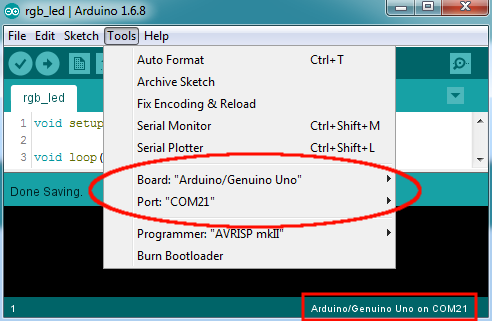 rgb_led | Arduino 1.6.8
File Edit Sketch Tools Help
Auto Format Ctrl+T
Archive Sketch
rgb_led
Fix Encoding & Reload
1 void setup
Serial Monitor Ctrl+Shift+M
2
Serial Plotter Ctrl+Shift+L
3 void loop(
Board: "Arduino/Genuino Uno"
Done Saving.
Port: "COM21"
Programmer: "AVRISP mkII"
Burn Bootloader
1 Arduino/Genuino Uno on COM21